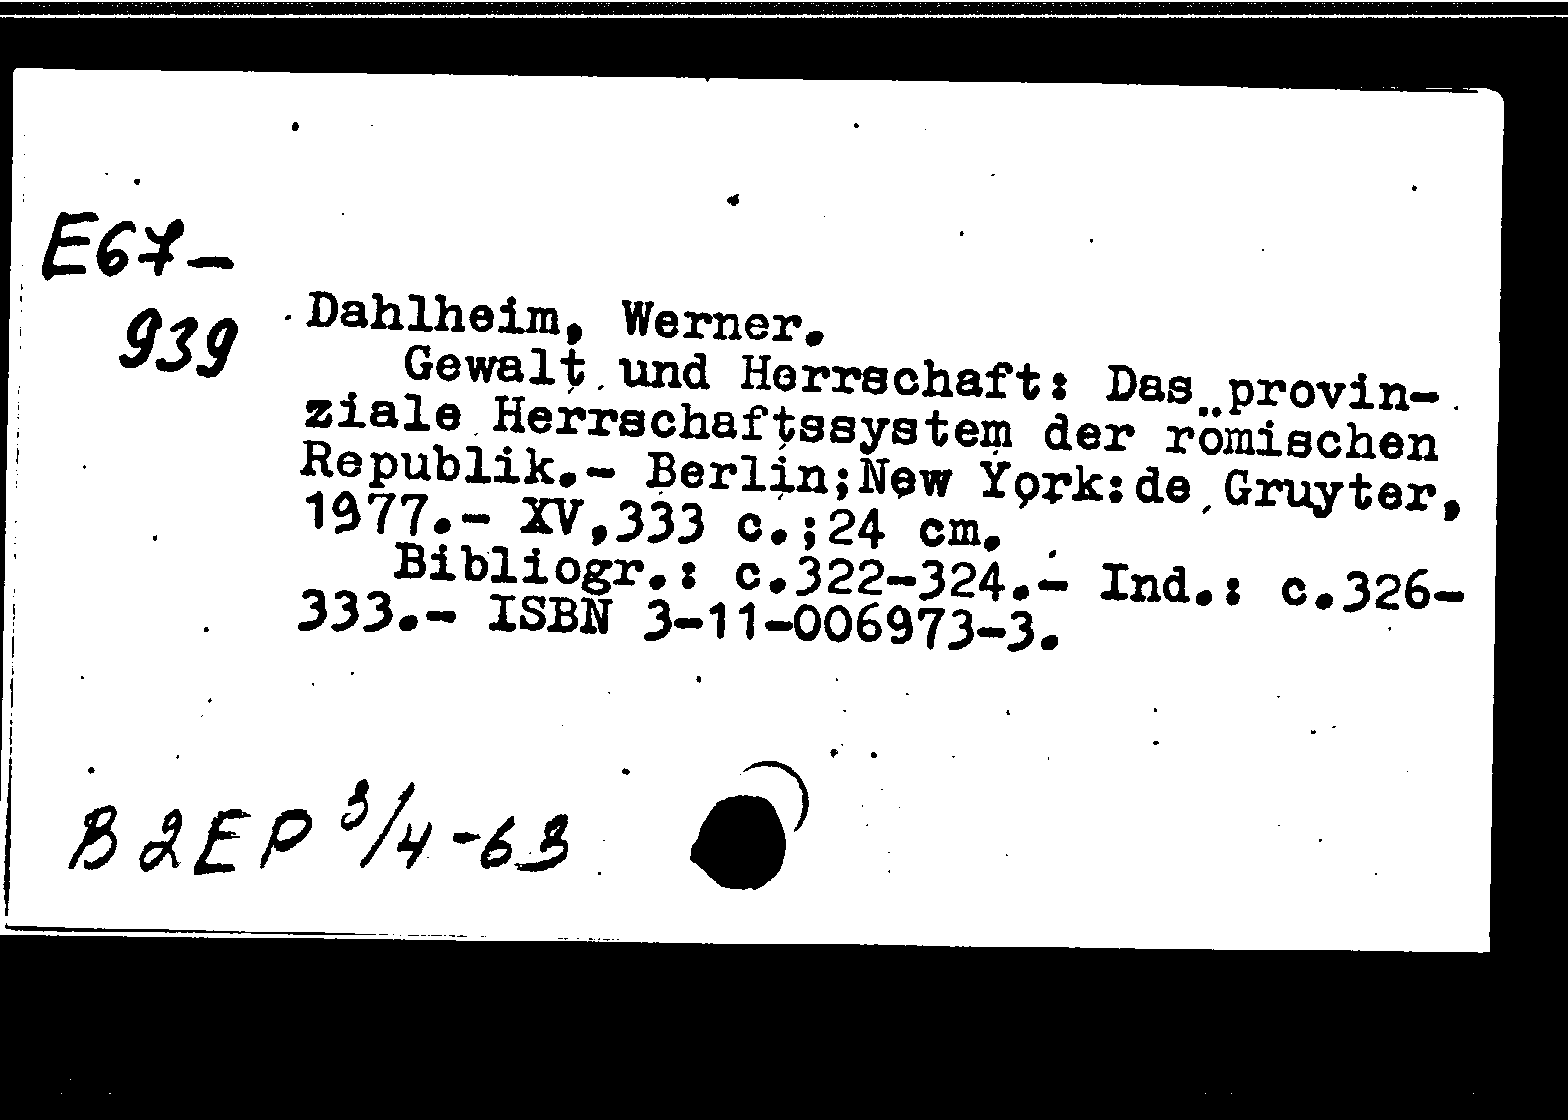 E67-
939
Dahlheim, Werner.
Gewalt und Herrschaft: Das provin-
ziale Herrschaftssystem der römischen
Republik.- Berlin;New York:de Gruyter,
1977.- XV,333 c.;24 cm.
Bibliogr.: c.322-324.- Ind.: c.326-
333.- ISBN 3-11-006973-3.
В 2ЕР 3/4-63